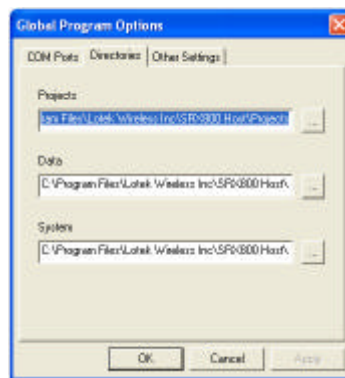 Global Program Options
COM Ports Directories Other Settings
Projects
ram Files\Lotek Wireless Inc\SRX800 Host\Projects
...
Data
C:\Program Files\Lotek Wireless Inc\SRX800 Host\
...
System
C:\Program Files\Lotek Wireless Inc\SRX800 Host\
...
OK Cancel Apply